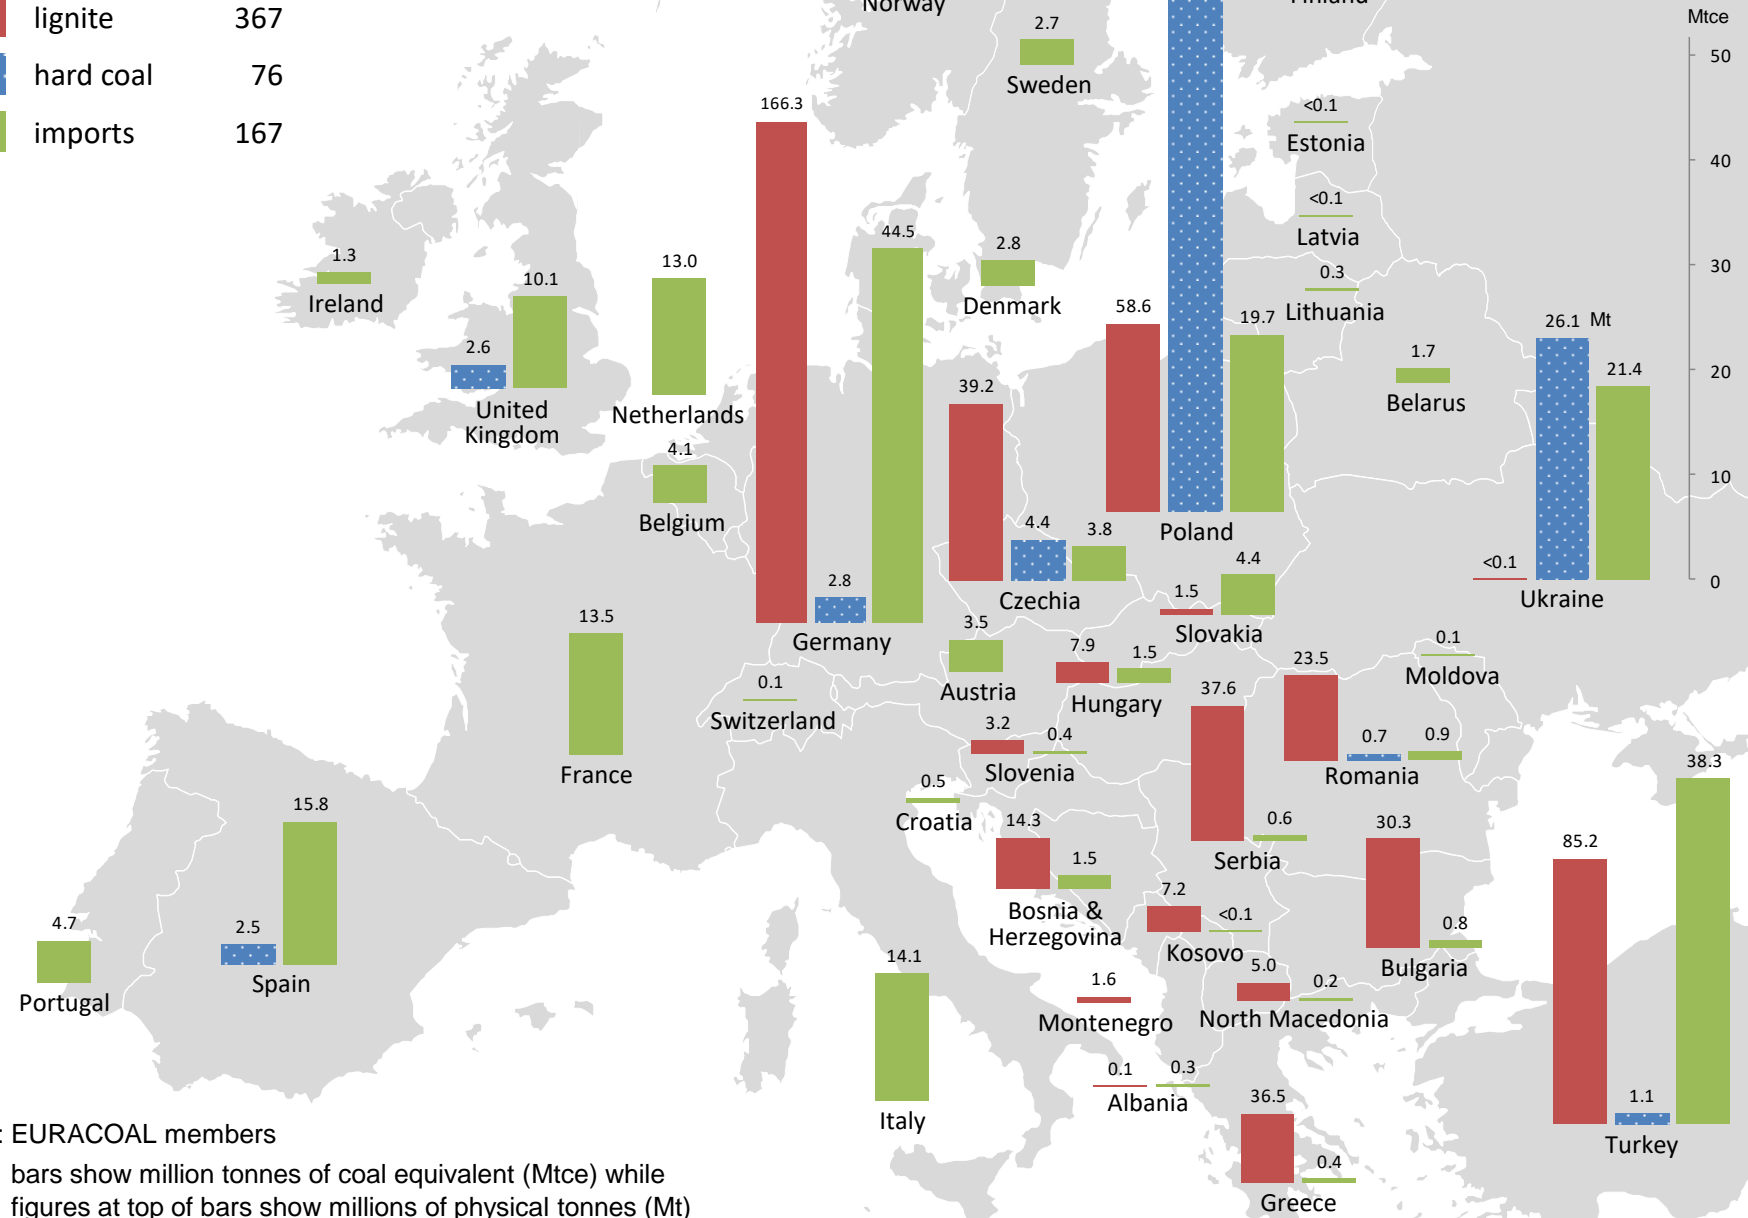 lignite 367
hard coal 76
imports 167
Norway
2.7
Sweden
Mtce
50
40
30
20
10
0
<0.1
Estonia
<0.1
Latvia
0.3
Lithuania
166.3
2.8
44.5
Germany
1.3
Ireland
2.6
10.1
United
Kingdom
13.0
Netherlands
4.1
Belgium
2.8
Denmark
58.6
19.7
Poland
39.2
4.4
3.8
Czechia
1.7
Belarus
<0.1
26.1 Mt
21.4
Ukraine
1.5
4.4
Slovakia
13.5
France
0.1
Switzerland
3.5
Austria
7.9
1.5
Hungary
0.1
Moldova
3.2
0.4
Slovenia
37.6
0.6
Serbia
23.5
0.7
0.9
Romania
0.5
Croatia
14.3
1.5
Bosnia &
Herzegovina
7.2
<0.1
Kosovo
30.3
0.8
Bulgaria
85.2
1.1
38.3
Turkey
4.7
Portugal
2.5
15.8
Spain
14.1
Italy
1.6
Montenegro
5.0
0.2
North Macedonia
0.1
0.3
Albania
36.5
0.4
Greece
: EURACOAL members
bars show million tonnes of coal equivalent (Mtce) while
figures at top of bars show millions of physical tonnes (Mt)